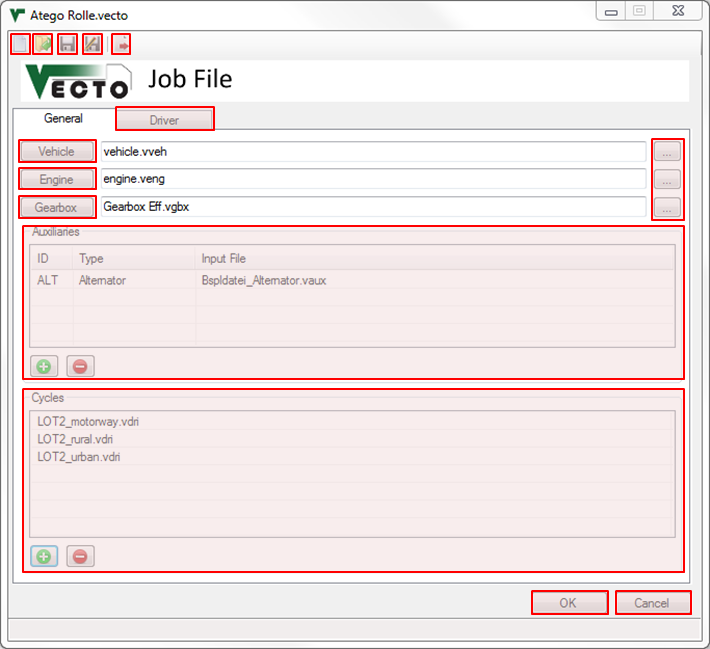 Atego Rolle.vecto
VECTO Job File
General Driver
Vehicle vehicle.vveh ...
Engine engine.veng ...
Gearbox Gearbox Eff.vgbx ...
Auxiliaries
ID Type Input File
ALT Alternator Bspldatei_Alternator.vaux
Cycles
LOT2_motorway.vdri
LOT2_rural.vdri
LOT2_urban.vdri
OK Cancel